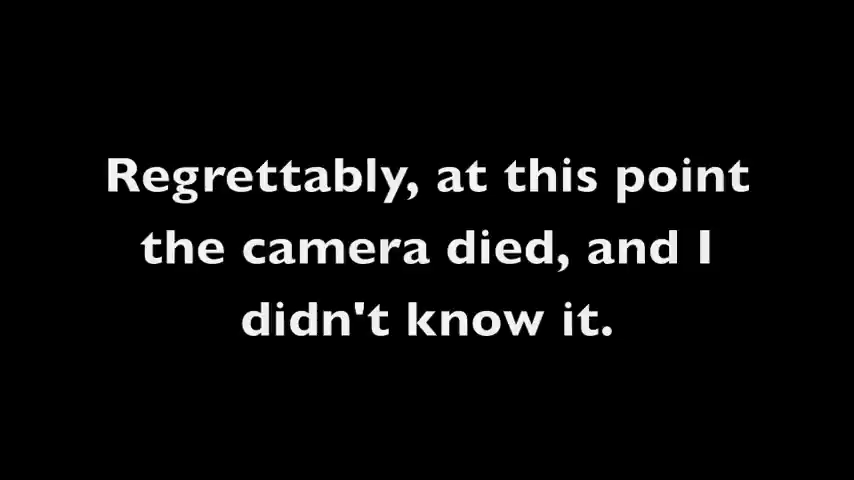 Regrettably, at this point
the camera died, and I
didn't know it.